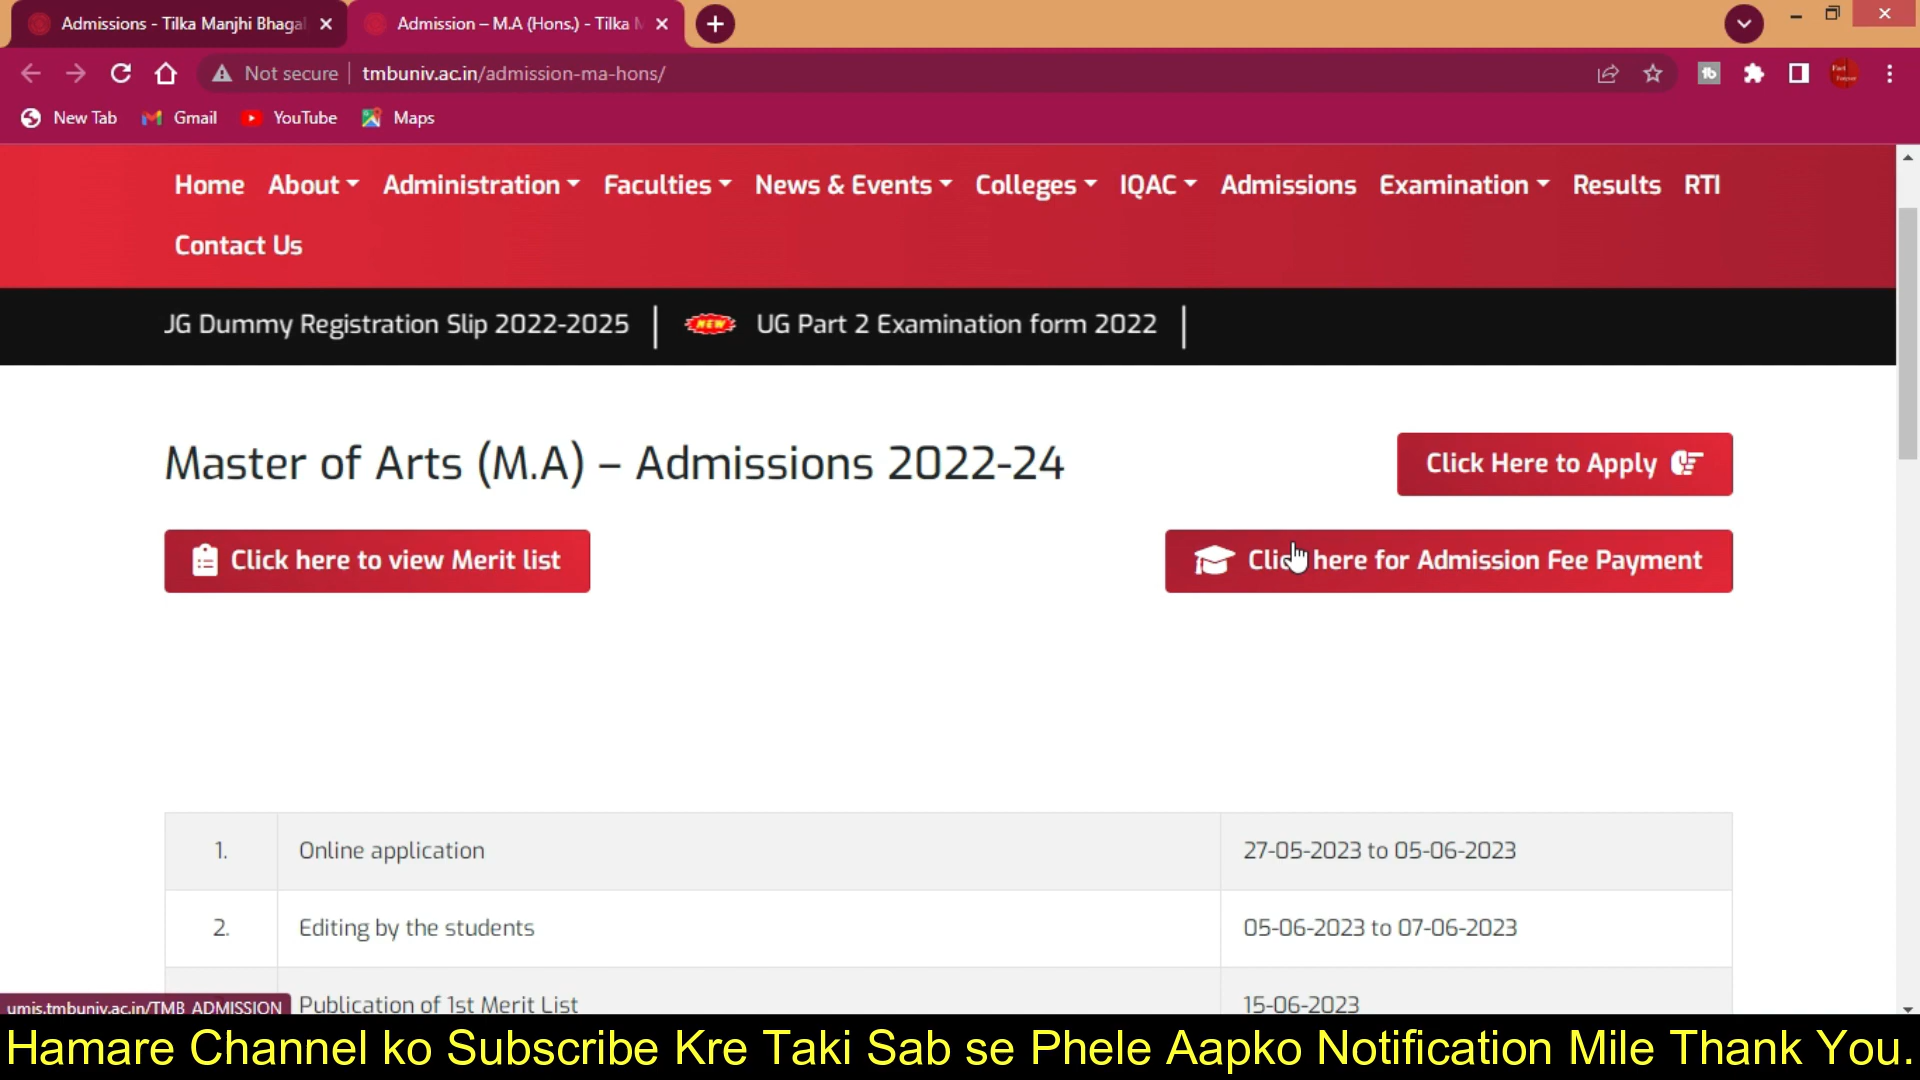 Admissions - Tilka Manjhi Bhagal
Admission – M.A (Hons.) - Tilka M
Not secure
tmbuniv.ac.in/admission-ma-hons/
New Tab
Gmail
YouTube
Maps
Home About Administration Faculties News & Events Colleges IQAC Admissions Examination Results RTI
Contact Us
JG Dummy Registration Slip 2022-2025
NEW UG Part 2 Examination form 2022
Master of Arts (M.A) – Admissions 2022-24
Click Here to Apply
Click here to view Merit list
Click here for Admission Fee Payment
1. Online application 27-05-2023 to 05-06-2023
2. Editing by the students 05-06-2023 to 07-06-2023
Publication of 1st Merit List 15-06-2023
umis.tmbuniv.ac.in/TMB_ADMISSION
Hamare Channel ko Subscribe Kre Taki Sab se Phele Aapko Notification Mile Thank You.